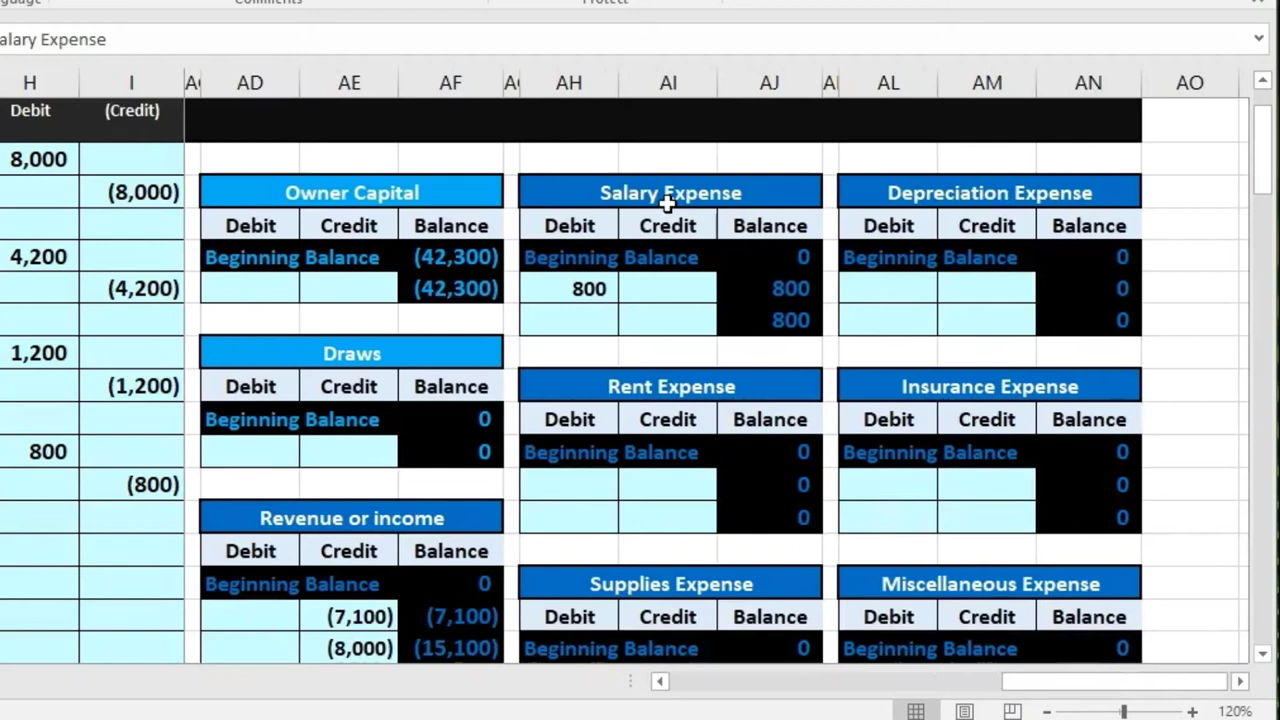 alary Expense
H I AD AE AF AH AI AJ AL AM AN AO
Debit (Credit)
8,000
(8,000) Owner Capital Salary Expense Depreciation Expense
Debit Credit Balance Debit Credit Balance Debit Credit Balance
4,200 Beginning Balance (42,300) Beginning Balance 0 Beginning Balance 0
(4,200) (42,300) 800 800 0
800 0
1,200 Draws
(1,200) Debit Credit Balance Rent Expense Insurance Expense
Beginning Balance 0 Debit Credit Balance Debit Credit Balance
800 0 Beginning Balance 0 Beginning Balance 0
(800) 0 0
Revenue or income 0 0
Debit Credit Balance
Beginning Balance 0 Supplies Expense Miscellaneous Expense
(7,100) (7,100) Debit Credit Balance Debit Credit Balance
(8,000) (15,100) Beginning Balance 0 Beginning Balance 0
120%